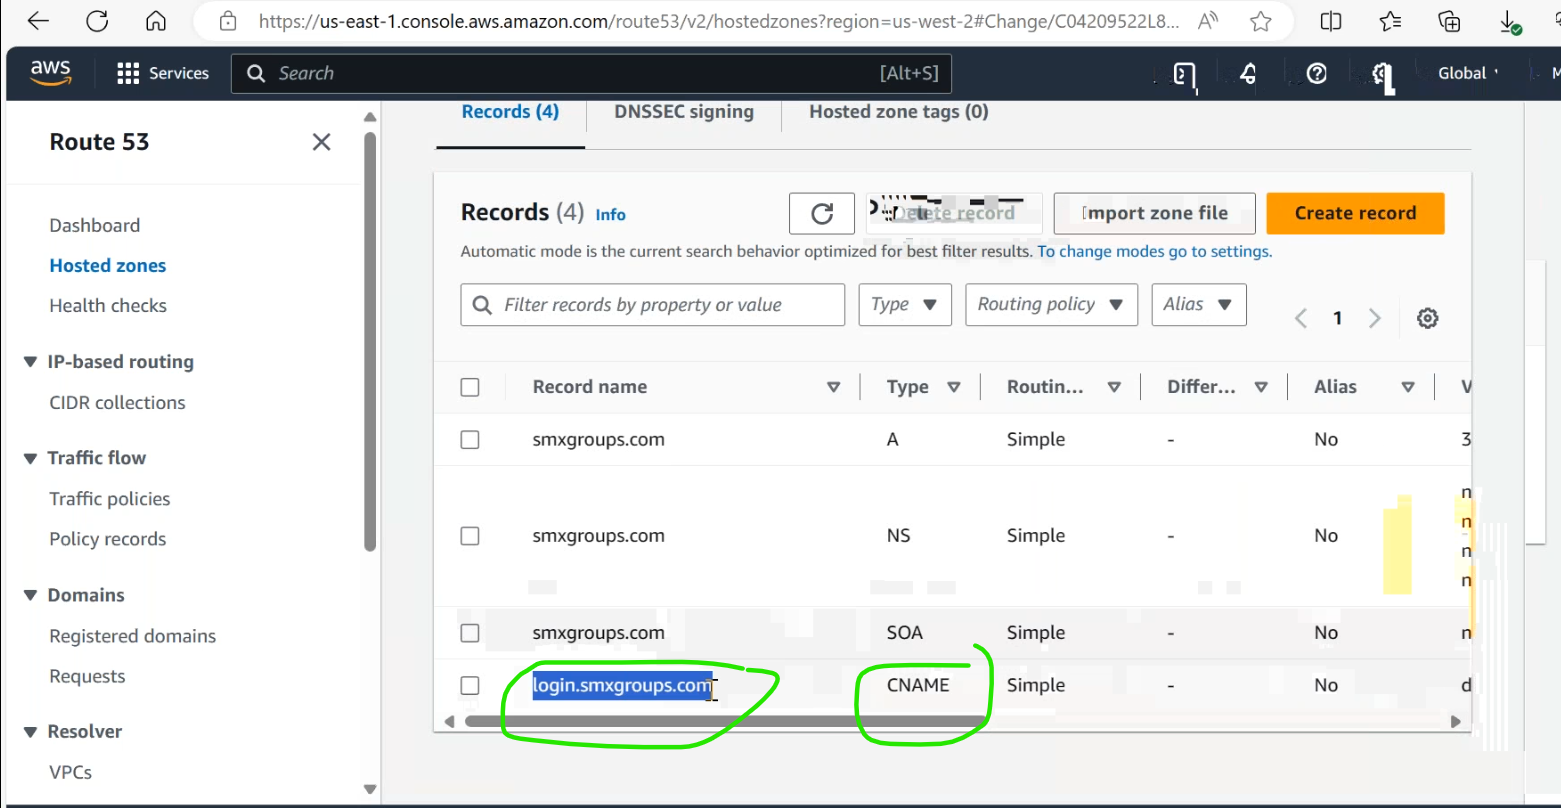 https://us-east-1.console.aws.amazon.com/route53/v2/hostedzones?region=us-west-2#Change/C04209522L8...
aws
Services
Search
[Alt+S]
Global
Records (4)
DNSSEC signing
Hosted zone tags (0)
Route 53
Dashboard
Hosted zones
Health checks
IP-based routing
CIDR collections
Traffic flow
Traffic policies
Policy records
Domains
Registered domains
Requests
Resolver
VPCs
Records (4) Info
Delete record
Import zone file
Create record
Automatic mode is the current search behavior optimized for best filter results. To change modes go to settings.
Filter records by property or value
Type
Routing policy
Alias
1
Record name Type Routin... Differ... Alias V
smxgroups.com A Simple - No 3
smxgroups.com NS Simple - No n
n
n
n
smxgroups.com SOA Simple - No n
login.smxgroups.com CNAME Simple - No d